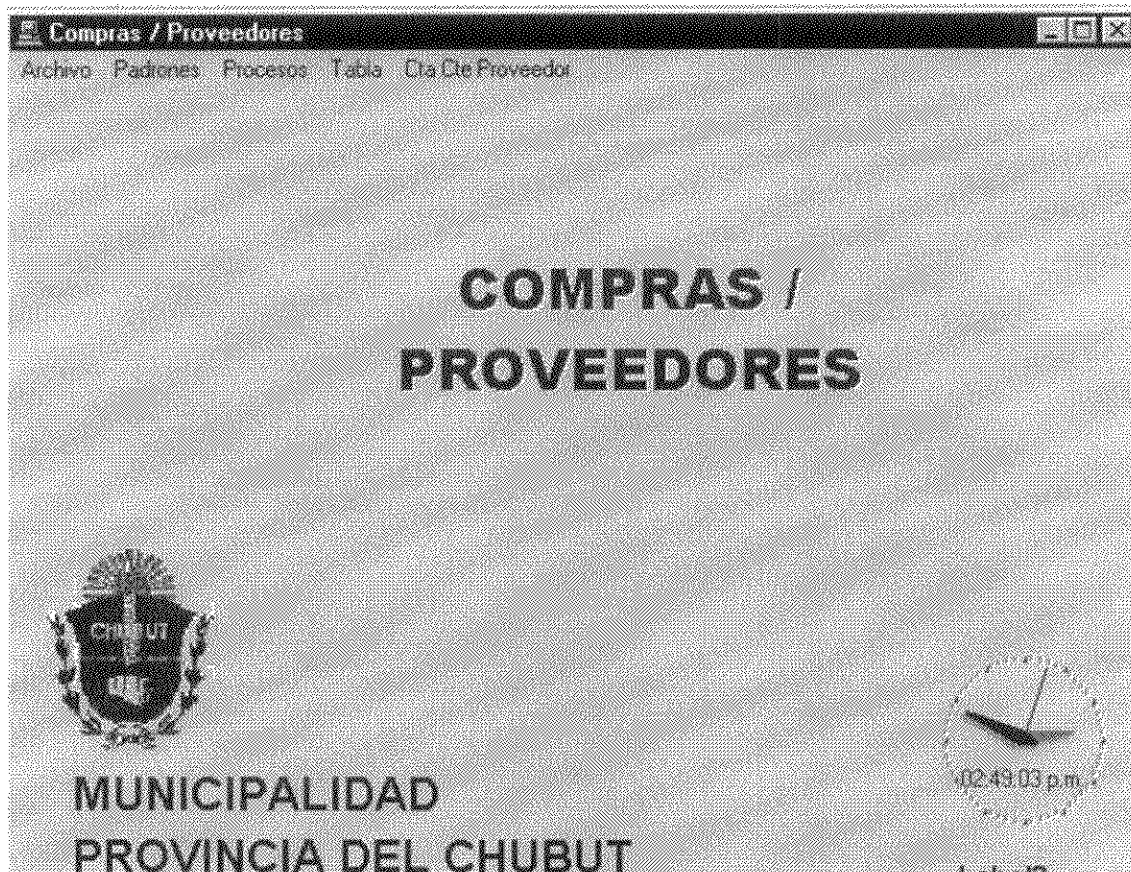 Compras / Proveedores
Archivo Padrones Procesos Tabla Cta Cte Proveedor
COMPRAS /
PROVEEDORES
CHUBUT
02:49:03 p.m.
MUNICIPALIDAD
PROVINCIA DEL CHUBUT